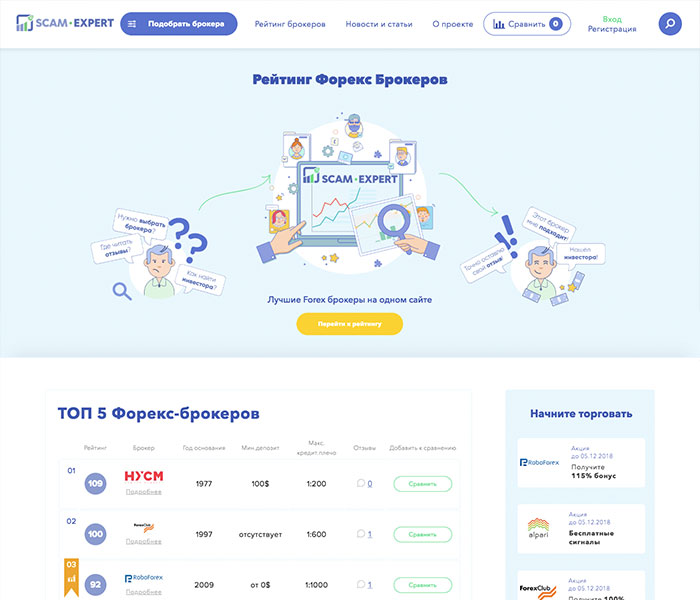 SCAM EXPERT
Подобрать брокера
Рейтинг брокеров
Новости и статьи
О проекте
Сравнить 0
Вход
Регистрация
Рейтинг Форекс Брокеров
SCAM EXPERT
Нужно выбрать
брокера?
Где читать
отзывы?
Как найти
инвестора?
Этот брокер
мне подходит!
Точно оставлю
свой отзыв!
Нашел
инвестора!
Лучшие Forex брокеры на одном сайте
Перейти к рейтингу
ТОП 5 Форекс-брокеров
Рейтинг Брокер Год основания Мин.депозит Макс. кредит.плечо Отзывы Добавить к сравнению
01
109 HYCM 1977 100$ 1:200 0 Сравнить
Подробнее
02
100 ForexClub 1997 отсутствует 1:600 1 Сравнить
Подробнее
03
92 RoboForex 2009 от 0$ 1:1000 1 Сравнить
Подробнее
Начните торговать
RoboForex
Акция
до 05.12.2018
Получите
115% бонус
alpari
Акция
до 05.12.2018
Бесплатные
сигналы
ForexClub
Акция
до 05.12.2018
Получите 100%